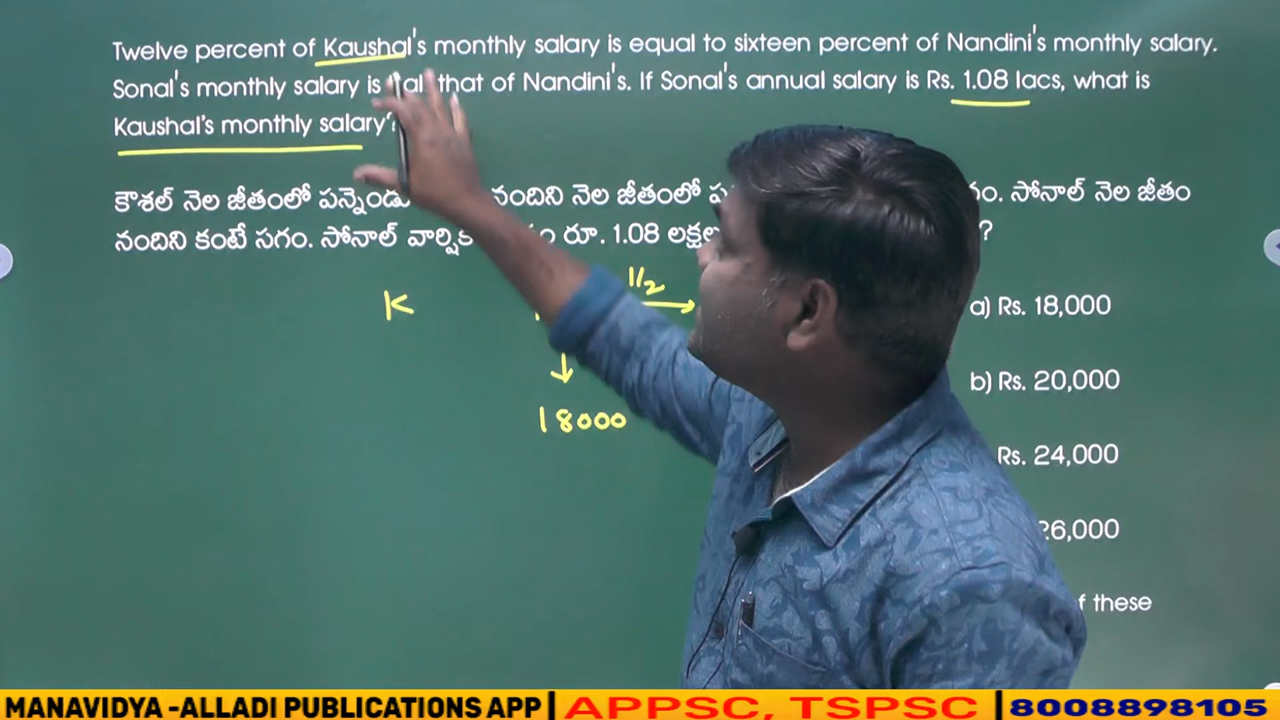 Twelve percent of Kaushal's monthly salary is equal to sixteen percent of Nandini's monthly salary.
Sonal's monthly salary is that of Nandini's. If Sonal's annual salary is Rs. 1.08 lacs, what is
Kaushal's monthly salary?
కౌశల్ నెల జీతంలో పన్నెండు నందిని నెల జీతంలో సోనాల్ నెల జీతం
నందిని కంటే సగం. సోనాల్ వార్షిక రూ. 1.08 లక్షల ?
K 1/2
18000
a) Rs. 18,000
b) Rs. 20,000
Rs. 24,000
26,000
these
MANAVIDYA -ALLADI PUBLICATIONS APP | APPSC, TSPSC | 8008898105